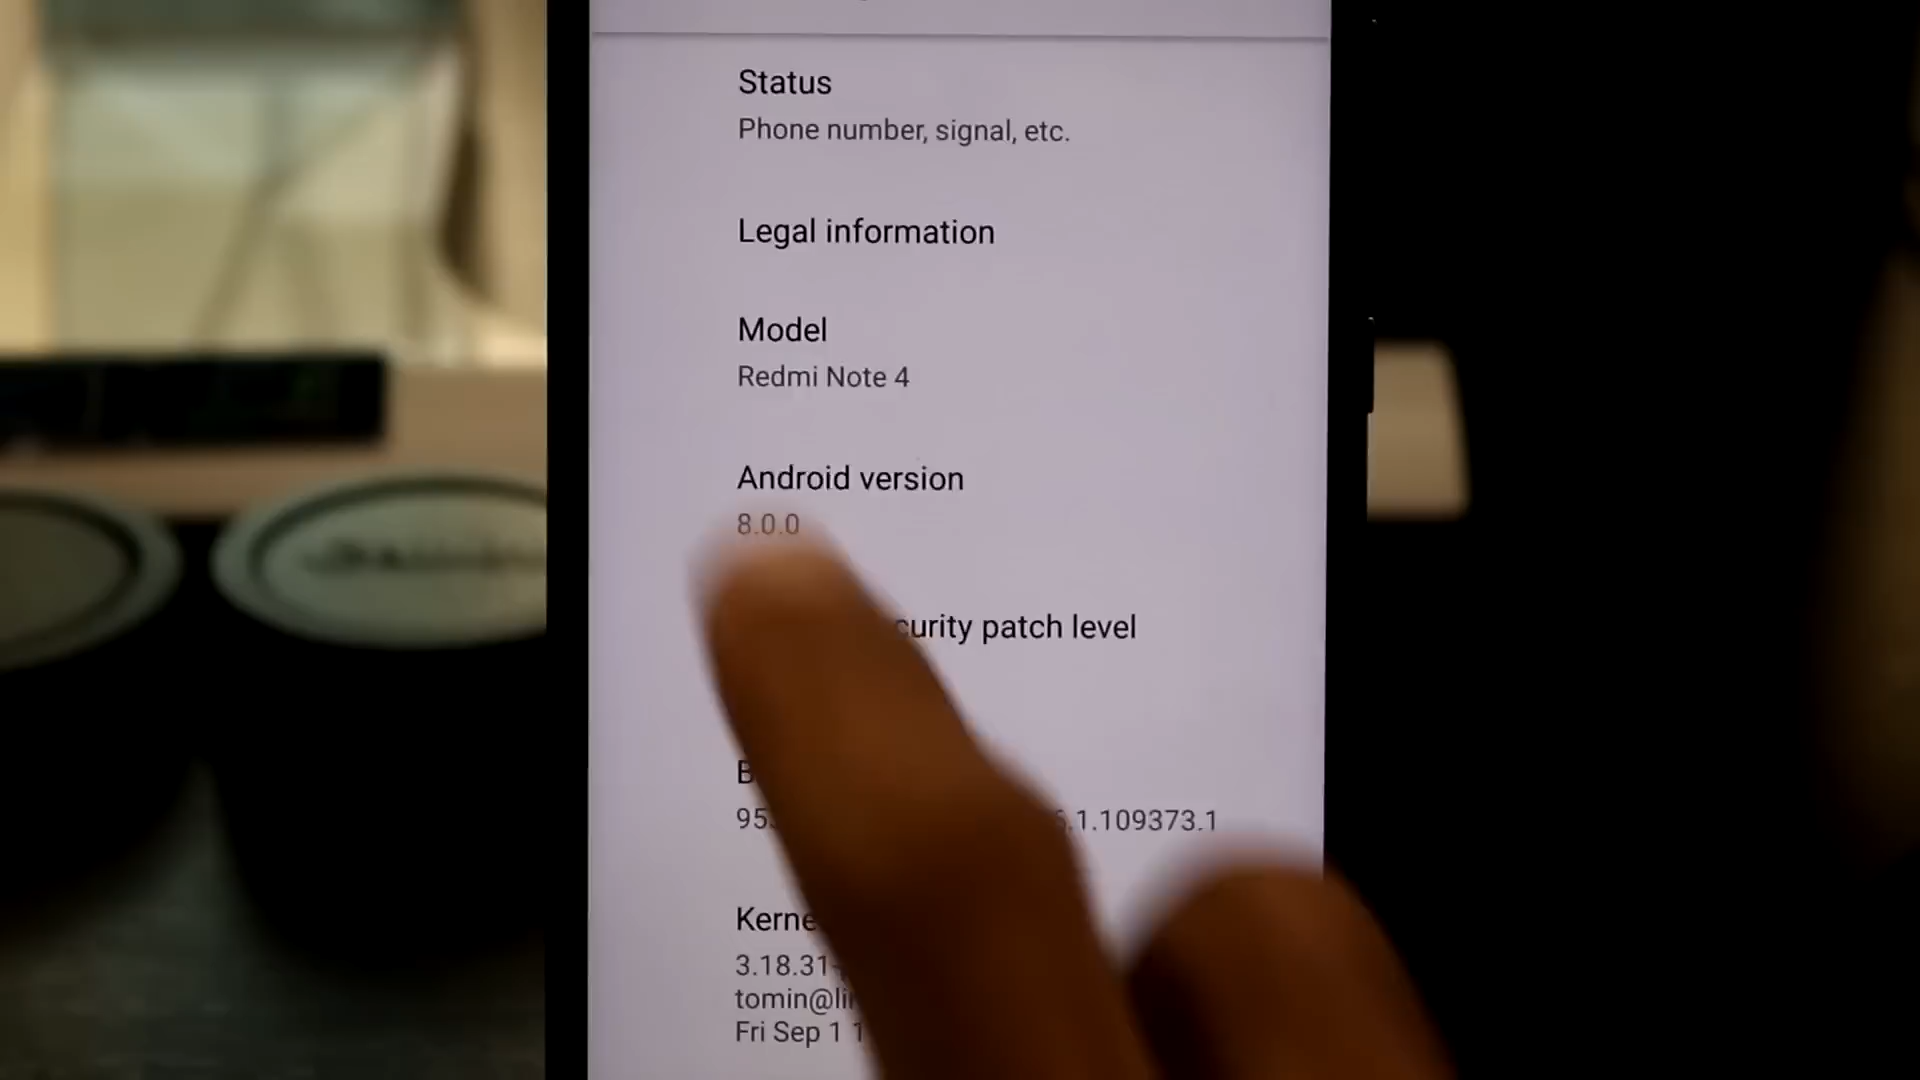 Status
Phone number, signal, etc.
Legal information
Model
Redmi Note 4
Android version
8.0.0
curity patch level
B
95
.1.109373.1
Kerne
3.18.31-
tomin@li
Fri Sep 1 1